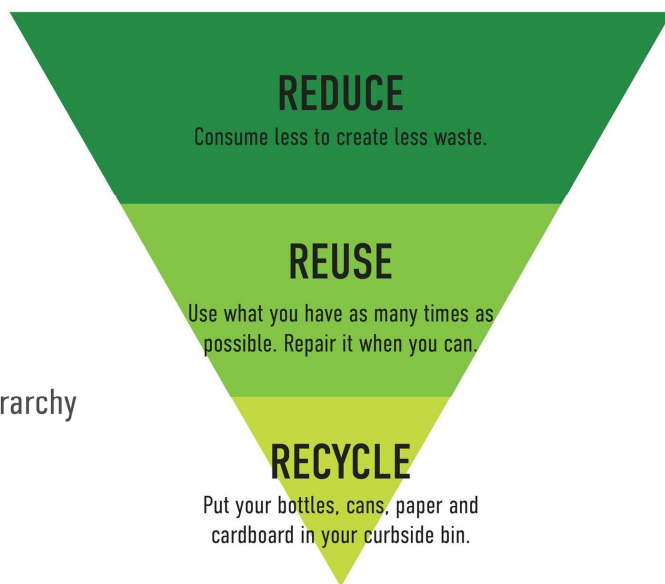 REDUCE
Consume less to create less waste.
REUSE
Use what you have as many times as
possible. Repair it when you can.
rarchy
RECYCLE
Put your bottles, cans, paper and
cardboard in your curbside bin.